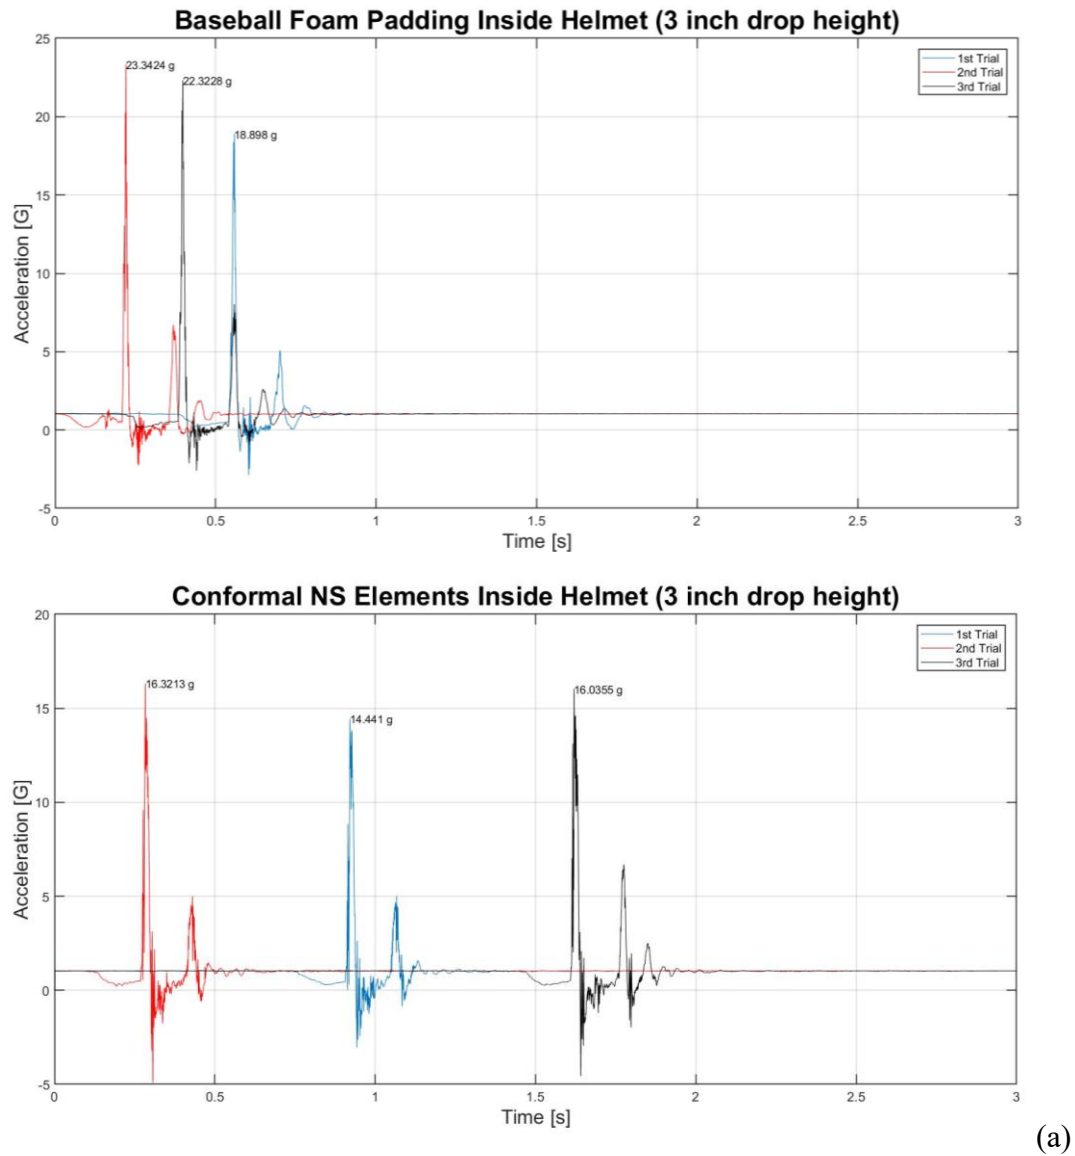 Baseball Foam Padding Inside Helmet (3 inch drop height)
25
20
15
10
5
0
-5
Acceleration [G]
23.3424 g
22.3228 g
18.898 g
1st Trial
2nd Trial
3rd Trial
0 0.5 1 1.5 2 2.5 3
Time [s]
Conformal NS Elements Inside Helmet (3 inch drop height)
20
15
10
5
0
-5
Acceleration [G]
16.3213 g
14.441 g
16.0355 g
1st Trial
2nd Trial
3rd Trial
0 0.5 1 1.5 2 2.5 3
Time [s]
(a)